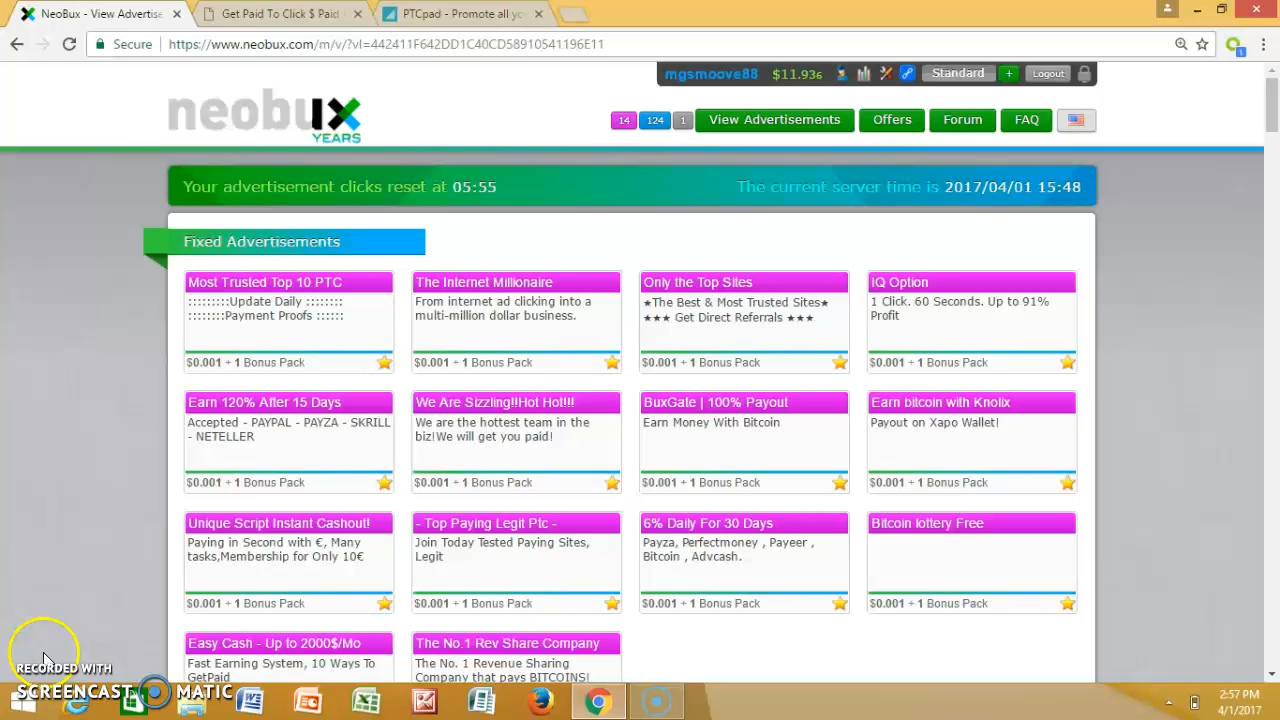 NeoBux - View Advertise
Get Paid To Click $ Paid
PTCpad - Promote all yo
Secure
https://www.neobux.com/m/v/?vl=442411F642DD1C40CD58910541196E11
mgsmoove88 $11.936 Standard + Logout
neobux
YEARS
14 124 1 View Advertisements Offers Forum FAQ
Your advertisement clicks reset at 05:55
The current server time is 2017/04/01 15:48
Fixed Advertisements
Most Trusted Top 10 PTC
:::::::::Update Daily ::::::::
::::::::Payment Proofs ::::::
$0.001 + 1 Bonus Pack
The Internet Millionaire
From internet ad clicking into a
multi-million dollar business.
$0.001 + 1 Bonus Pack
Only the Top Sites
★The Best & Most Trusted Sites★
★★★ Get Direct Referrals ★★★
$0.001 + 1 Bonus Pack
IQ Option
1 Click. 60 Seconds. Up to 91%
Profit
$0.001 + 1 Bonus Pack
Earn 120% After 15 Days
Accepted - PAYPAL - PAYZA - SKRILL
- NETELLER
$0.001 + 1 Bonus Pack
We Are Sizzling!!Hot Hot!!!
We are the hottest team in the
biz!We will get you paid!
$0.001 + 1 Bonus Pack
BuxGate | 100% Payout
Earn Money With Bitcoin
$0.001 + 1 Bonus Pack
Earn bitcoin with Knolix
Payout on Xapo Wallet!
$0.001 + 1 Bonus Pack
Unique Script Instant Cashout!
Paying in Second with €, Many
tasks,Membership for Only 10€
$0.001 + 1 Bonus Pack
- Top Paying Legit Ptc -
Join Today Tested Paying Sites,
Legit
$0.001 + 1 Bonus Pack
6% Daily For 30 Days
Payza, Perfectmoney , Payeer ,
Bitcoin , Advcash.
$0.001 + 1 Bonus Pack
Bitcoin lottery Free
$0.001 + 1 Bonus Pack
Easy Cash - Up to 2000$/Mo
Fast Earning System, 10 Ways To
GetPaid
The No.1 Rev Share Company
The No. 1 Revenue Sharing
Company that pays BITCOINS!
RECORDED WITH
SCREENCAST MATIC
2:57 PM
4/1/2017